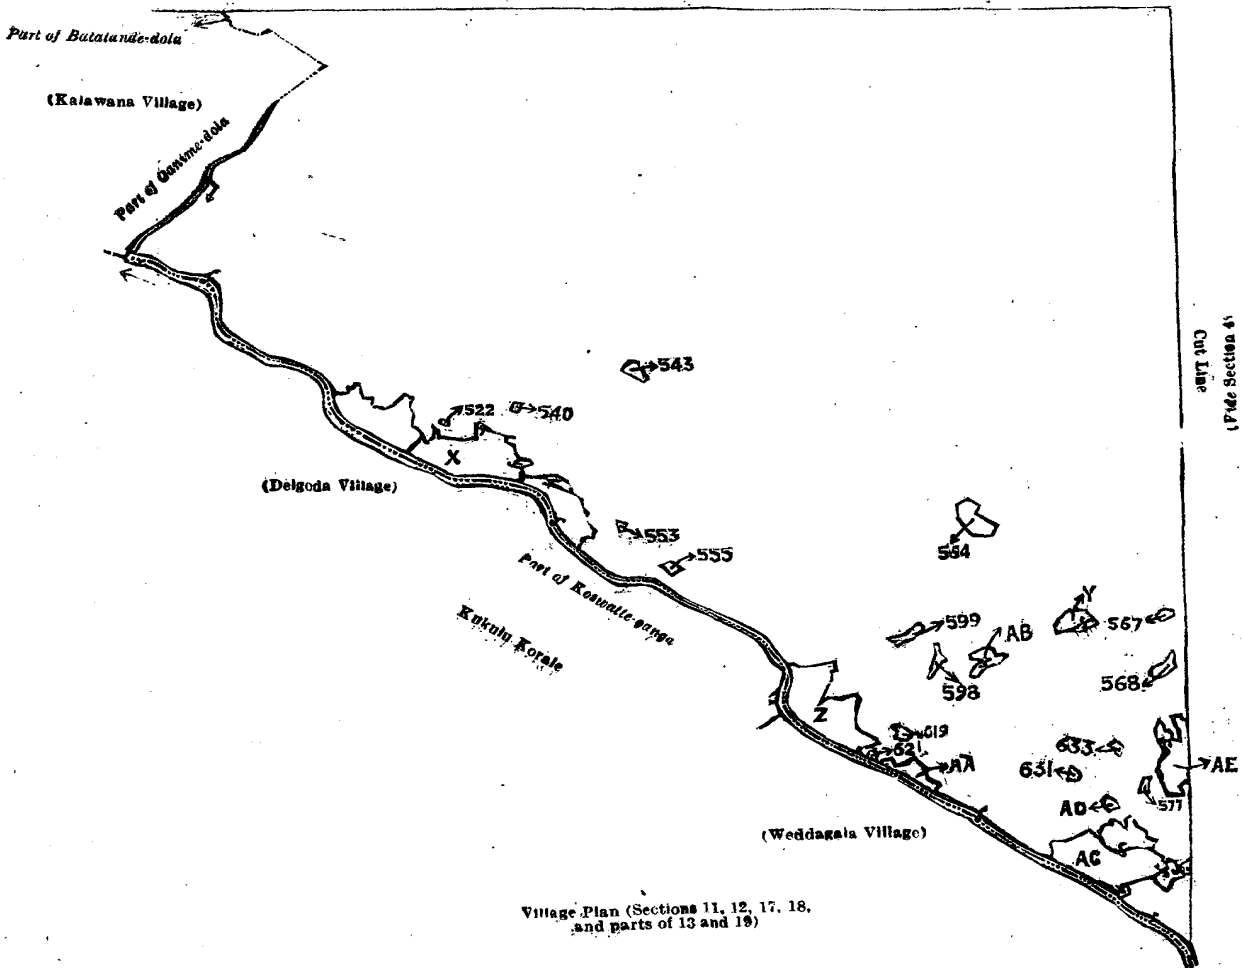 Part of Batalande-dola
(Kalawana Village)
Part of Ganime-dola
(Vide Section 4)
Cut Line
543
522
540
X
(Delgoda Village)
553
555
564
Part of Koswatte-ganga
Kukulu Korale
Y
599
AB
567
598
568
Z
619
621
633
AA
631
AE
AD
577
(Weddagala Village)
AC
Village Plan (Sections 11, 12, 17, 18,
and parts of 13 and 19)